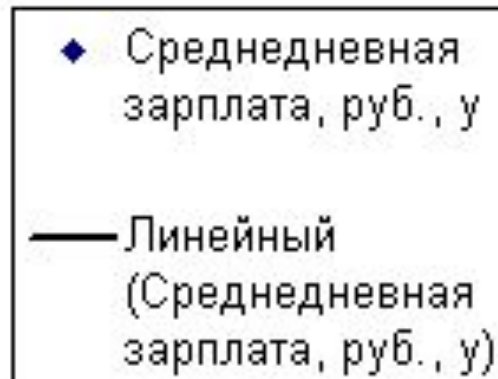 Среднедневная
зарплата, руб., у
Линейный
(Среднедневная
зарплата, руб., у)